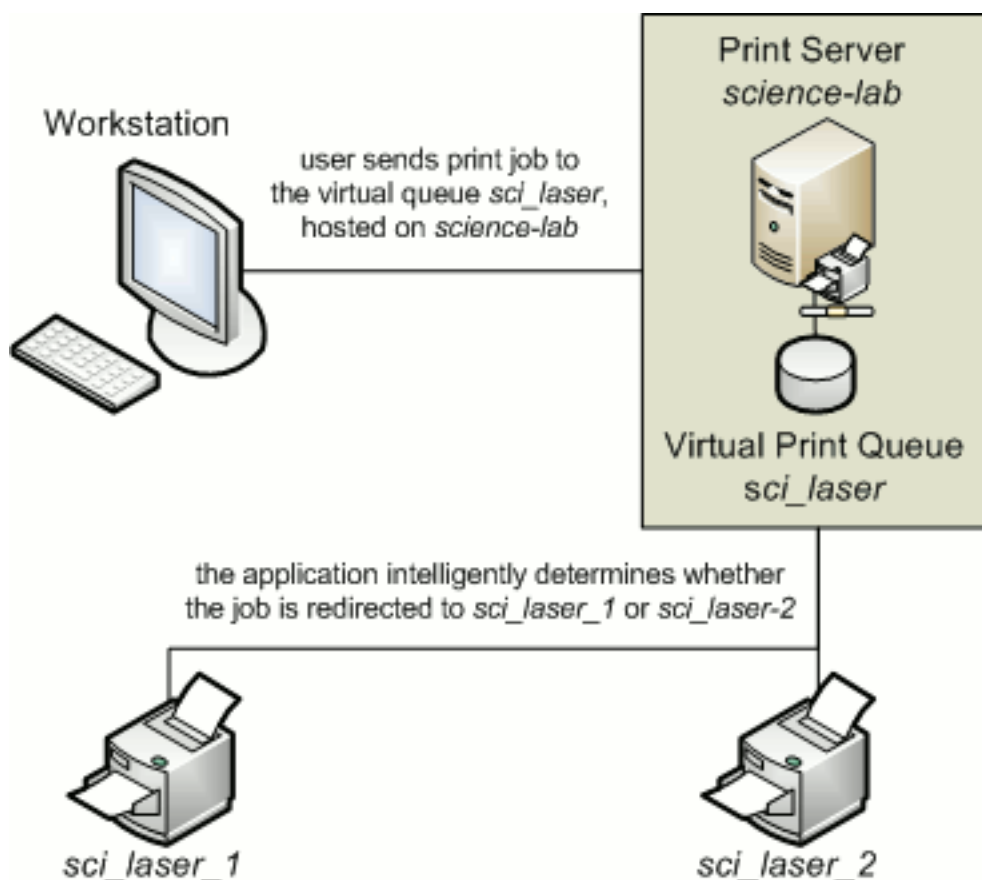 Print Server
science-lab
Workstation
user sends print job to
the virtual queue sci_laser,
hosted on science-lab
Virtual Print Queue
sci_laser
the application intelligently determines whether
the job is redirected to sci_laser_1 or sci_laser-2
sci_laser_1
sci_laser_2